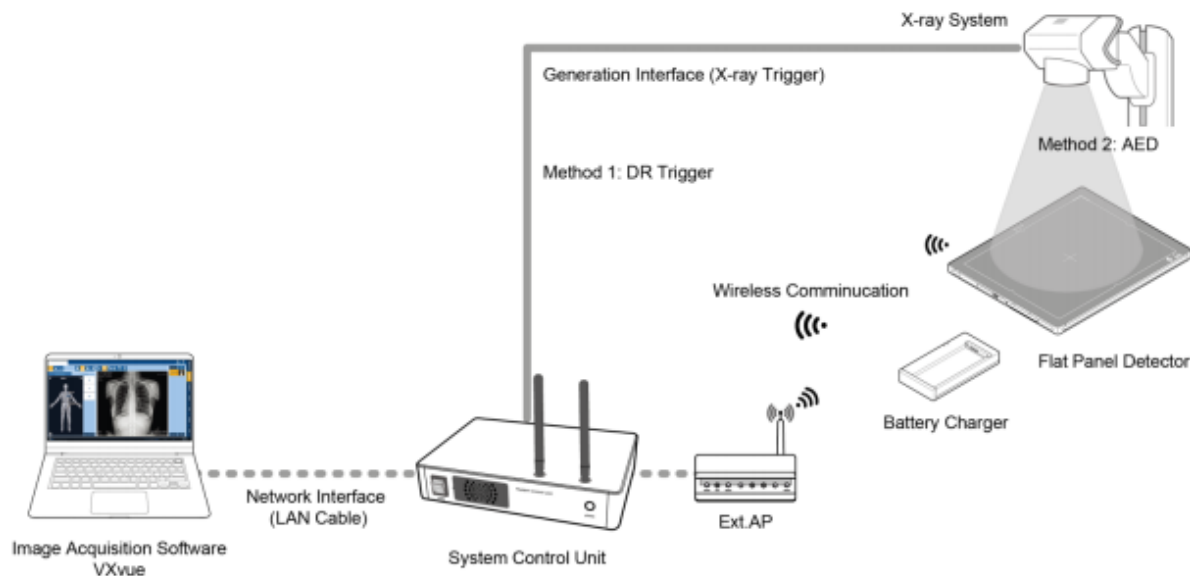 X-ray System
Generation Interface (X-ray Trigger)
Method 2: AED
Method 1: DR Trigger
Wireless Comminucation
Flat Panel Detector
Battery Charger
Network Interface
(LAN Cable)
Ext.AP
Image Acquisition Software
VXvue
System Control Unit